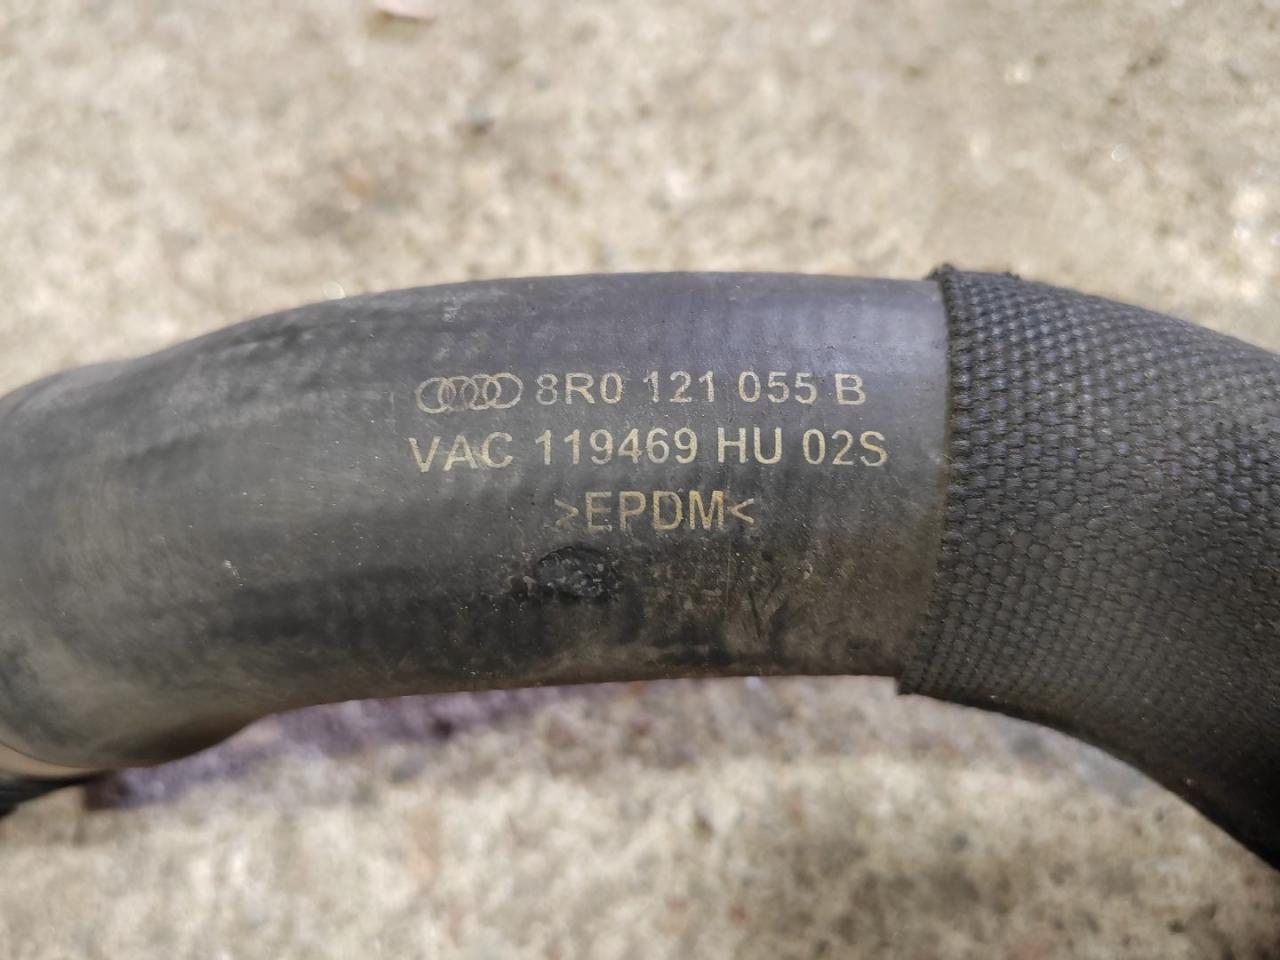 8R0 121 055 B
VAC 119469 HU 02S
>EPDM<